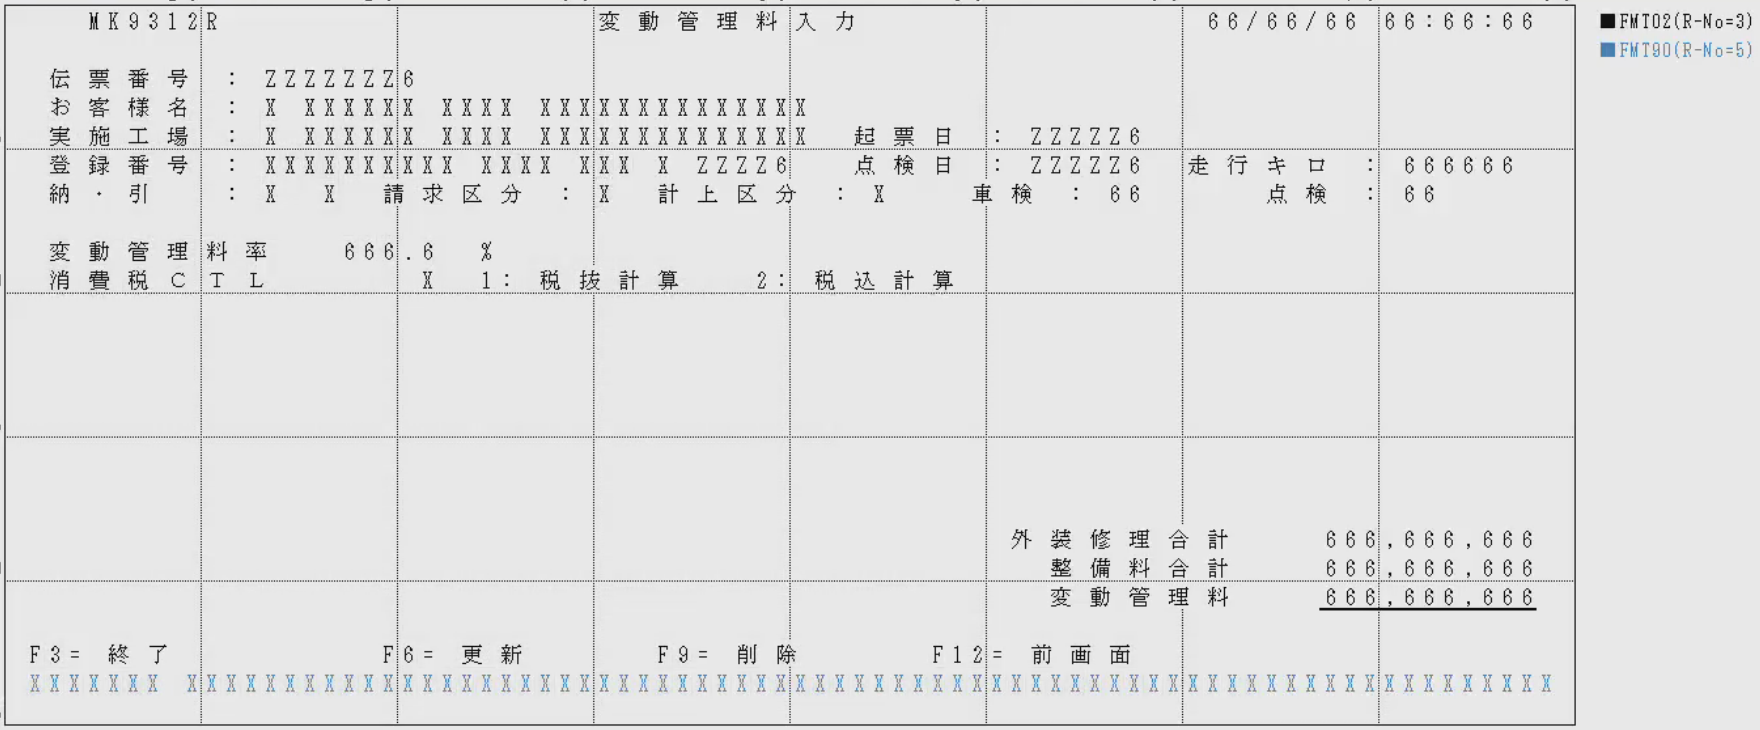 MK9312R 変動管理料入力 66/66/66 66:66:66
■FMT02(R-No=3)
■FMT90(R-No=5)
伝票番号 : ZZZZZZZ6
お客様名 : X XXXXXX XXXX XXXXXXXXXXXXXX
実施工場 : X XXXXXX XXXX XXXXXXXXXXXXXX 起票日 : ZZZZZ6
登録番号 : XXXXXXXXXX XXXX XXX X ZZZZ6 点検日 : ZZZZZ6 走行キロ : 666666
納・引 : X X 請求区分 : X 計上区分 : X 車検 : 66 点検 : 66
変動管理料率 666.6 %
消費税CTL X 1: 税抜計算 2: 税込計算
外装修理合計 666,666,666
整備料合計 666,666,666
変動管理料 666,666,666
F3= 終了 F6= 更新 F9= 削除 F12= 前画面
XXXXXXX XXXXXXXXXXXXXXXXXXXXXXXXXXXXXXXXXXXXXXXXXXXXXXXXXXXXXXXXXXXXXXXXXXXXXX